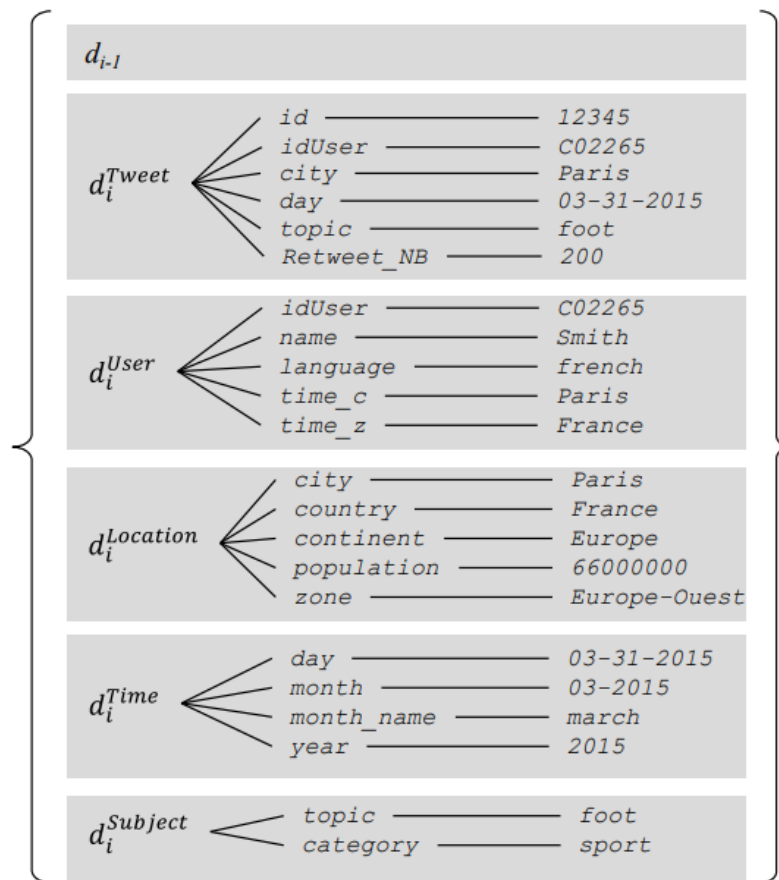 d_{i-1}
id 12345
idUser C02265
city Paris
d_i^{Tweet}
day 03-31-2015
topic foot
Retweet_NB 200
idUser C02265
name Smith
d_i^{User} language french
time_c Paris
time_z France
city Paris
country France
d_i^{Location} continent Europe
population 66000000
zone Europe-Ouest
day 03-31-2015
month 03-2015
d_i^{Time}
month_name march
year 2015
topic foot
d_i^{Subject}
category sport